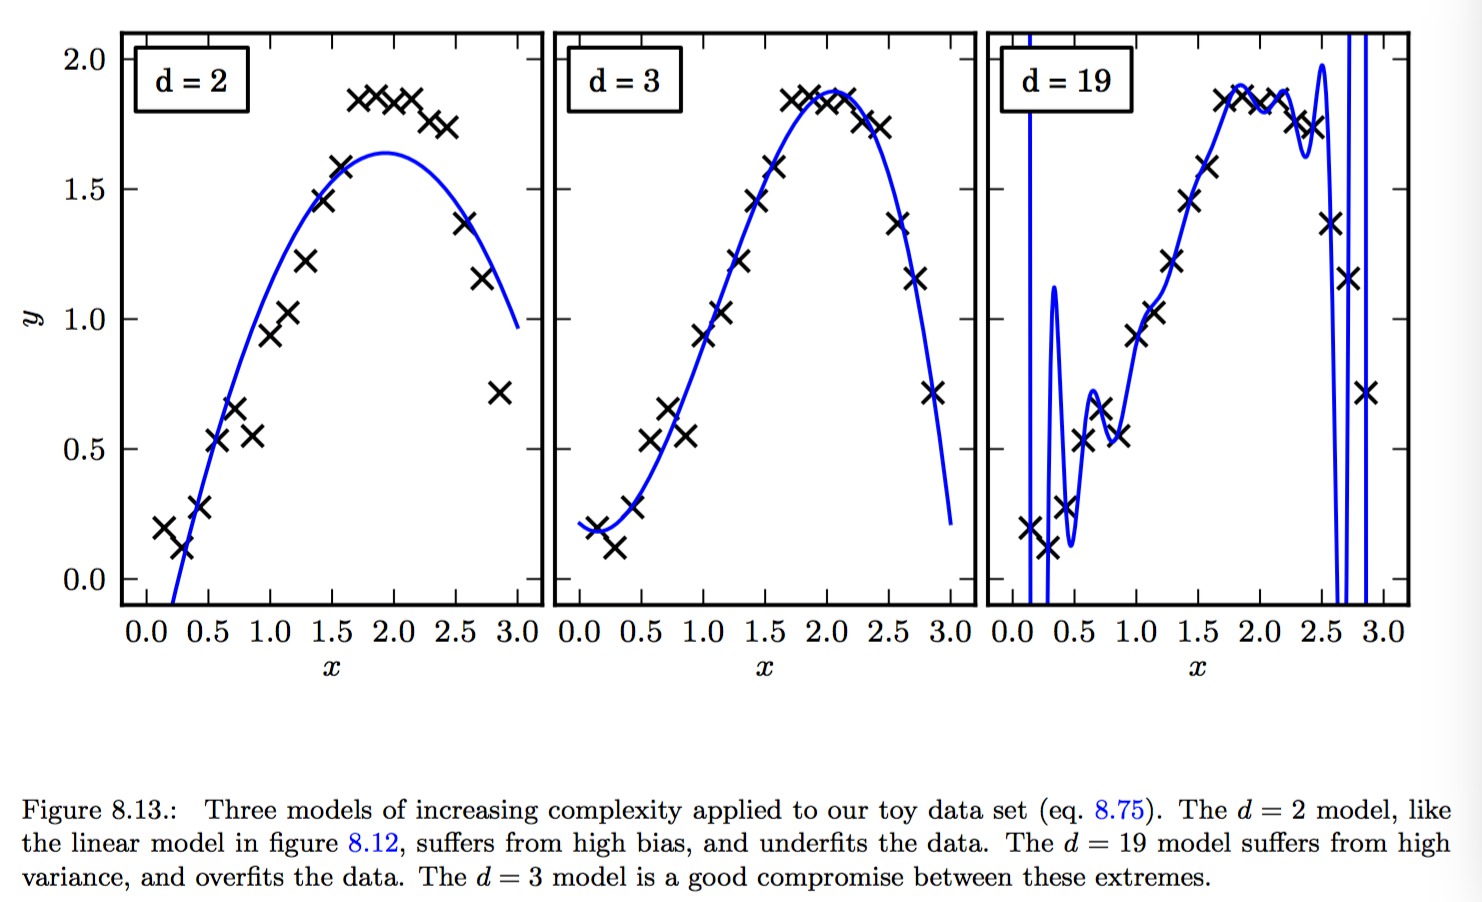 d = 2
d = 3
d = 19
2.0
1.5
1.0
0.5
0.0
y
0.0 0.5 1.0 1.5 2.0 2.5 3.0
0.0 0.5 1.0 1.5 2.0 2.5 3.0
0.0 0.5 1.0 1.5 2.0 2.5 3.0
x
x
x
Figure 8.13.: Three models of increasing complexity applied to our toy data set (eq. 8.75). The d = 2 model, like
the linear model in figure 8.12, suffers from high bias, and underfits the data. The d = 19 model suffers from high
variance, and overfits the data. The d = 3 model is a good compromise between these extremes.